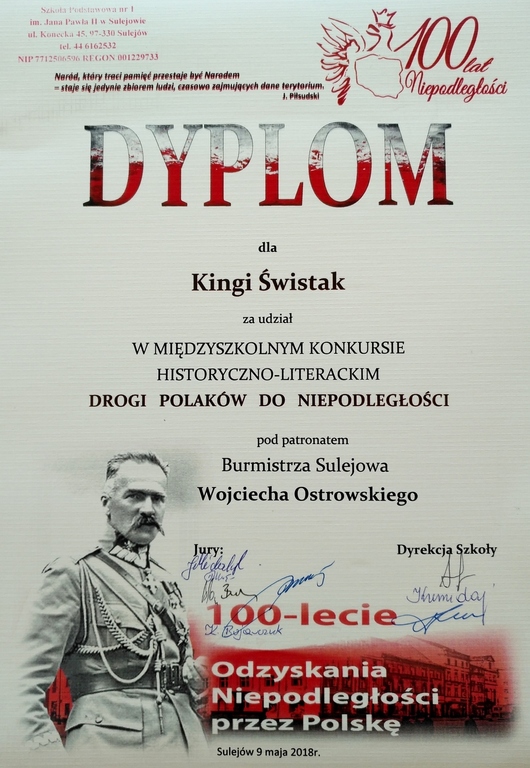 Szkoła Podstawowa nr 1
im. Jana Pawła II w Sulejowie
ul. Konecka 45, 97-330 Sulejów
tel. 44 6162532
NIP 7712586596 REGON 001229733
100 lat
Niepodległości
Naród, który traci pamięć przestaje być Narodem
– staje się jedynie zbiorem ludzi, czasowo zajmujących dane terytorium.
J. Piłsudski
DYPLOM
dla
Kingi Świstak
za udział
W MIĘDZYSZKOLNYM KONKURSIE
HISTORYCZNO-LITERACKIM
DROGI POLAKÓW DO NIEPODLEGŁOŚCI
pod patronatem
Burmistrza Sulejowa
Wojciecha Ostrowskiego
Jury:
Dyrekcja Szkoły
100-lecie
Odzyskania
Niepodległości
przez Polskę
Sulejów 9 maja 2018r.